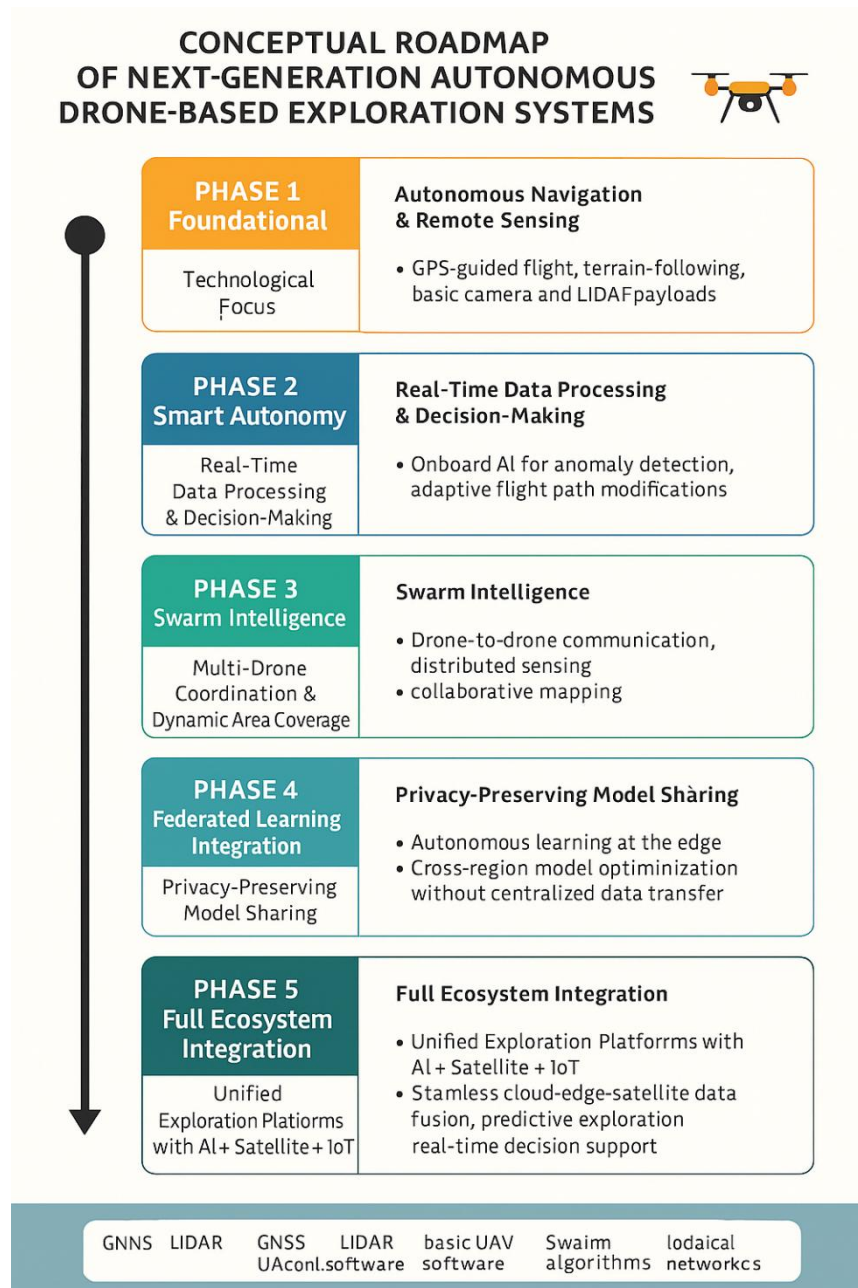 CONCEPTUAL ROADMAP
OF NEXT-GENERATION AUTONOMOUS
DRONE-BASED EXPLORATION SYSTEMS
PHASE 1
Foundational
Technological
Focus
Autonomous Navigation
& Remote Sensing
• GPS-guided flight, terrain-following,
basic camera and LIDAFpayloads
PHASE 2
Smart Autonomy
Real-Time
Data Processing
& Decision-Making
Real-Time Data Processing
& Decision-Making
• Onboard AI for anomaly detection,
adaptive flight path modifications
PHASE 3
Swarm Intelligence
Multi-Drone
Coordination &
Dynamic Area Coverage
Swarm Intelligence
• Drone-to-drone communication,
distributed sensing
• collaborative mapping
PHASE 4
Federated Learning
Integration
Privacy-Preserving
Model Sharing
Privacy-Preserving Model Shàring
• Autonomous learning at the edge
• Cross-region model optiminization
without centralized data transfer
PHASE 5
Full Ecosystem
Integration
Unified
Exploration Platiorms
with AI+ Satellite + 1oT
Full Ecosystem Integration
• Unified Exploration Platforrms with
AI + Satellite + 1oT
• Stamless cloud-edge-satellite data
fusion, predictive exploration
real-time decision support
GNNS LIDAR GNSS LIDAR basic UAV Swaim lodaical
UAconl.software software algorithms networkcs